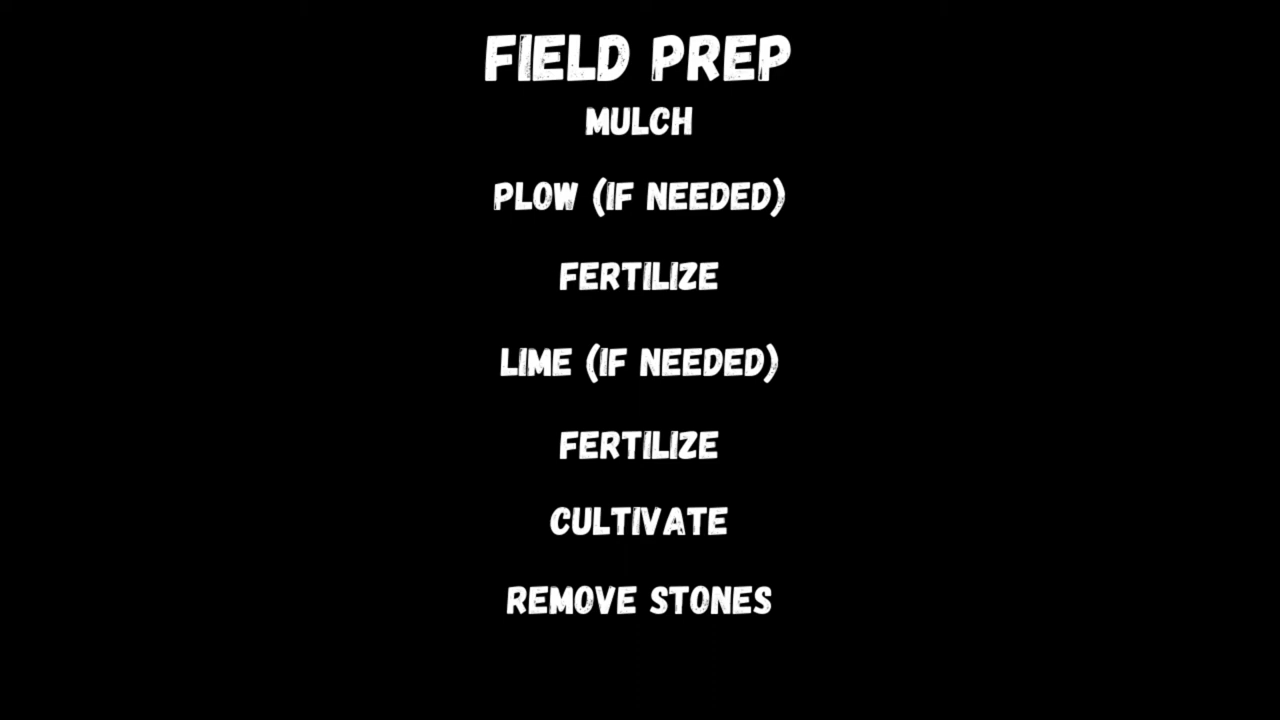 FIELD PREP
MULCH
PLOW (IF NEEDED)
FERTILIZE
LIME (IF NEEDED)
FERTILIZE
CULTIVATE
REMOVE STONES